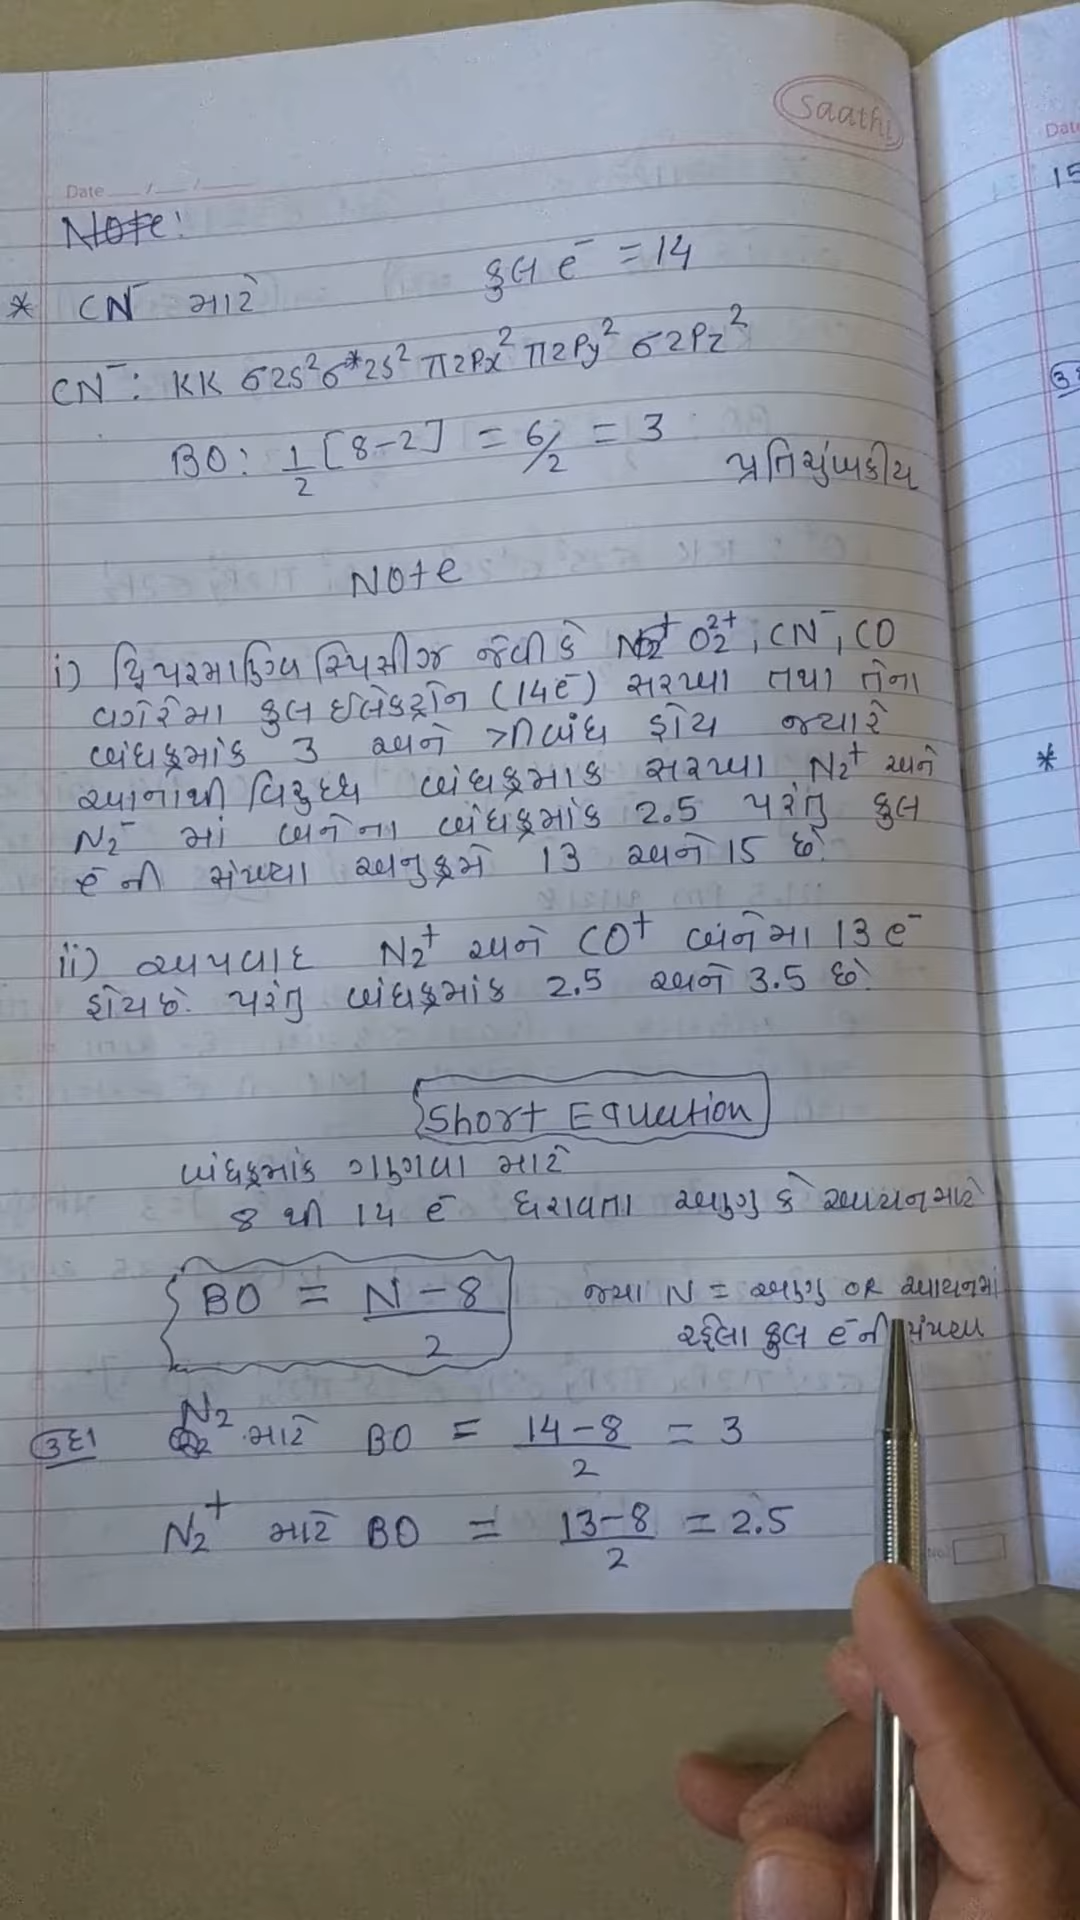 Saathi
Date
Note:
* CN⁻ માટે કુલ e⁻ = 14
CN⁻: KK σ2s² σ*2s² π2Px² π2Py² σ2Pz²
BO: 1/2 [8-2] = 6/2 = 3 પ્રતિચુંબકીય
Note
i) દ્વિપરમાણ્વિય સ્પિસીજ જેવી કે O₂²⁺, CN⁻, CO
વગેરેમા કુલ ઈલેક્ટ્રોન (14e⁻) સરખા તથા તેના
બંધક્રમાંક 3 અને ત્રીબંધ હોય જ્યારે
આનાથી વિરુધ્ધ બંધક્રમાંક સરખા N₂⁺ અને
N₂⁻ માં બંનેના બંધક્રમાંક 2.5 પરંતુ કુલ
e⁻ ની સંખ્યા અનુક્રમે 13 અને 15 છે.
ii) અપવાદ N₂⁺ અને CO⁺ બંનેમા 13 e⁻
હોય છે. પરંતુ બંધક્રમાંક 2.5 અને 3.5 છે.
Short Equation
બંધક્રમાંક ગણવા માટે
8 થી 14 e⁻ ધરાવતા અણુ કે આયન માટે
BO = N-8/2 જ્યા N = અણુ OR આયનમાં
રહેલા કુલ e⁻ની સંખ્યા
ઉદા N₂ માટે BO = 14-8/2 = 3
N₂⁺ માટે BO = 13-8/2 = 2.5
Date
15
*